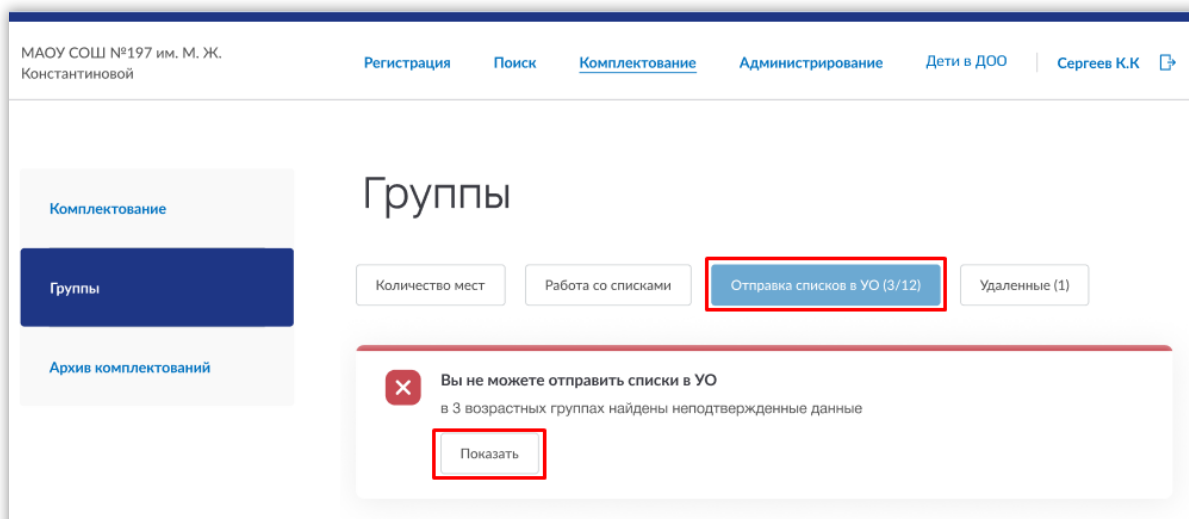 МАОУ СОШ №197 им. М. Ж.
Константиновой
Регистрация Поиск Комплектование Администрирование Дети в ДОО Сергеев К.К
Комплектование
Группы
Архив комплектований
Группы
Количество мест Работа со списками Отправка списков в УО (3/12) Удаленные (1)
Вы не можете отправить списки в УО
в 3 возрастных группах найдены неподтвержденные данные
Показать